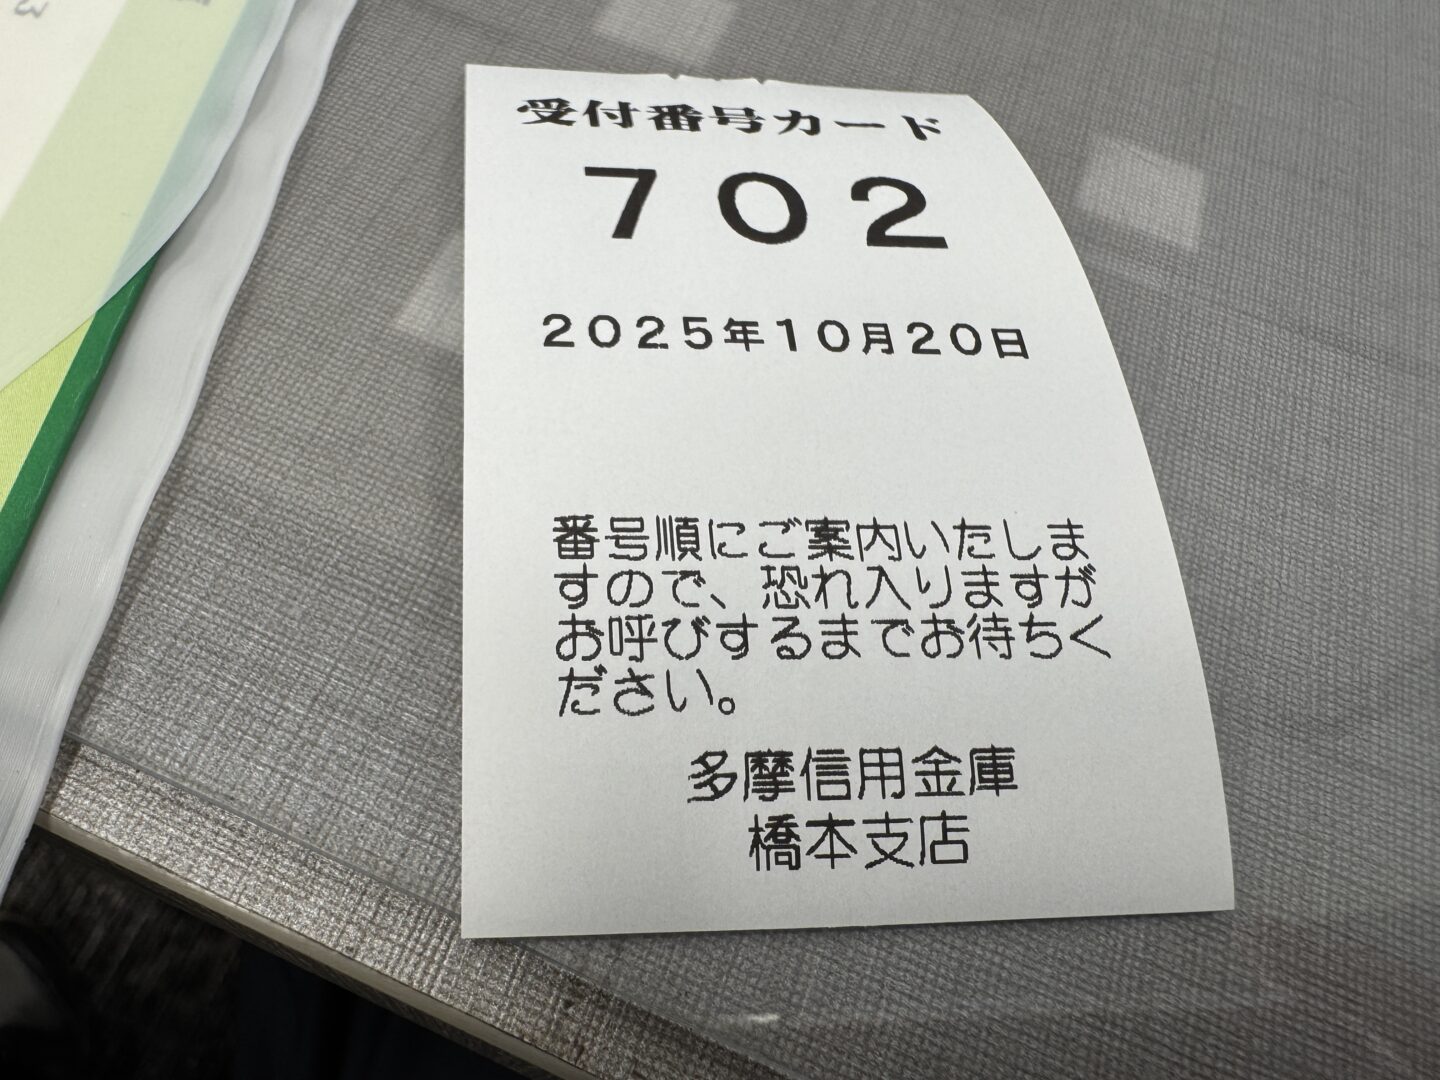 受付番号カード
702
2025年10月20日
番号順にご案内いたしま
すので、恐れ入りますが
お呼びするまでお待ちく
ださい。
多摩信用金庫
橋本支店
3